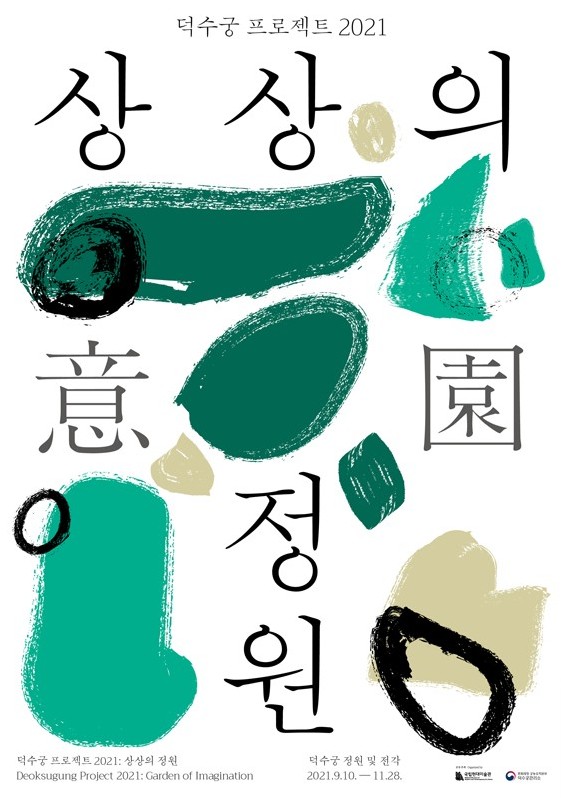 덕수궁 프로젝트 2021
상상의
意園
정
원
덕수궁 프로젝트 2021: 상상의 정원
Deoksugung Project 2021: Garden of Imagination
덕수궁 정원 및 전각
2021.9.10. — 11.28.
국립현대미술관
덕수궁관리소